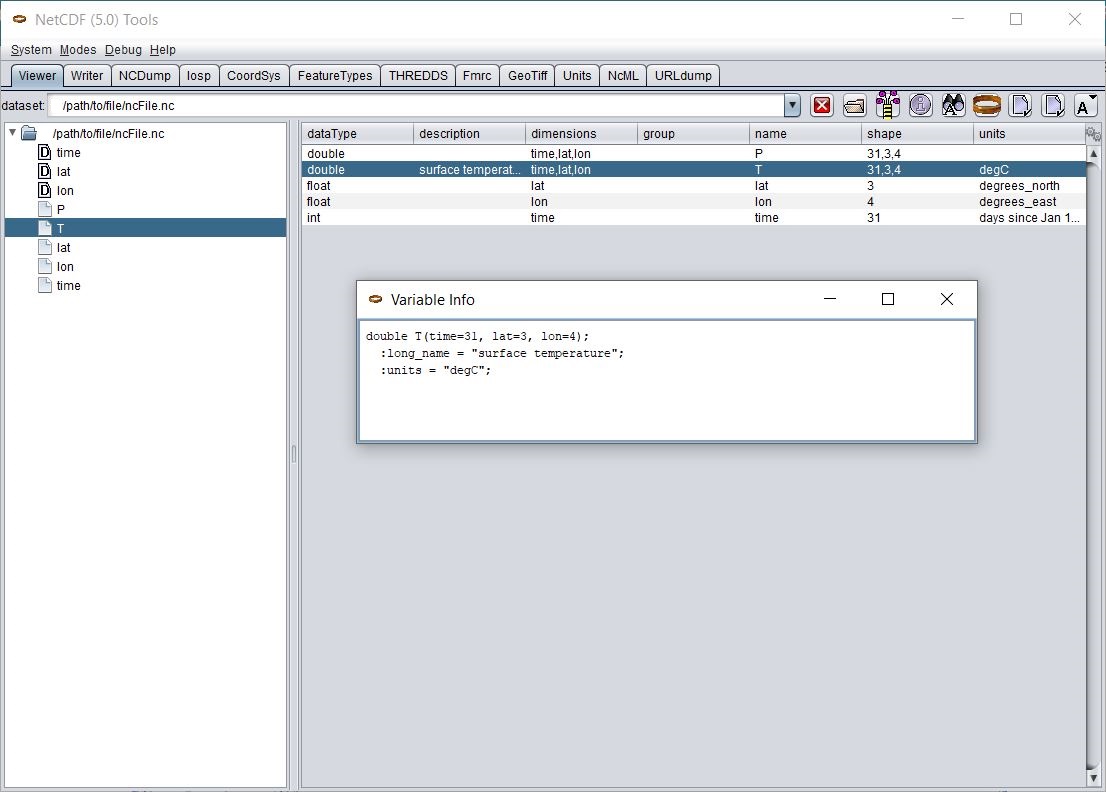 NetCDF (5.0) Tools
System Modes Debug Help
Viewer Writer NCDump Iosp CoordSys FeatureTypes THREDDS Fmrc GeoTiff Units NcML URLdump
dataset: /path/to/file/ncFile.nc
A
/path/to/file/ncFile.nc
D time
D lat
D lon
P
T
lat
lon
time
dataType description dimensions group name shape units
double time,lat,lon P 31,3,4
double surface temperat... time,lat,lon T 31,3,4 degC
float lat lat 3 degrees_north
float lon lon 4 degrees_east
int time time 31 days since Jan 1...
Variable Info
double T(time=31, lat=3, lon=4);
:long_name = "surface temperature";
:units = "degC";